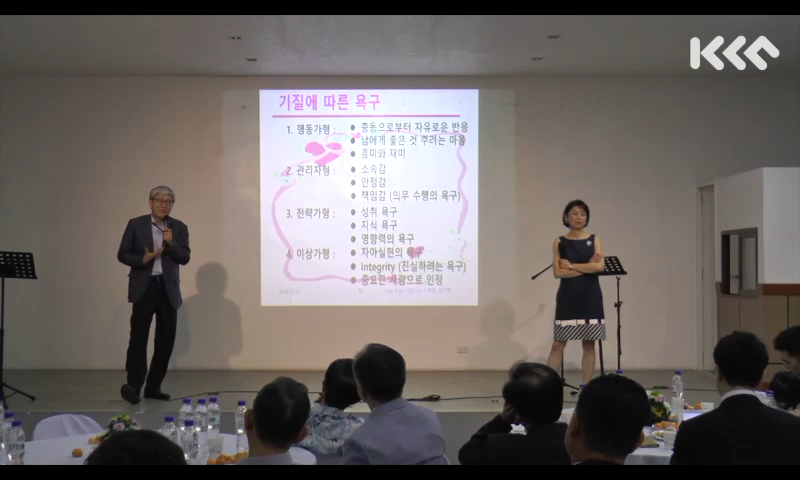 KCC
기질에 따른 욕구
1. 행동가형 : ● 충동으로부터 자유로운 반응
● 남에게 좋은 것 주려는 마음
● 흥미와 재미
2. 관리자형 : ● 소속감
● 안정감
● 책임감 (의무 수행의 욕구)
3. 전략가형 : ● 성취 욕구
● 지식 욕구
● 영향력의 욕구
4. 이상가형 : ● 자아실현의 욕구
● Integrity (진실하려는 욕구)
● 중요한 사람으로 인정